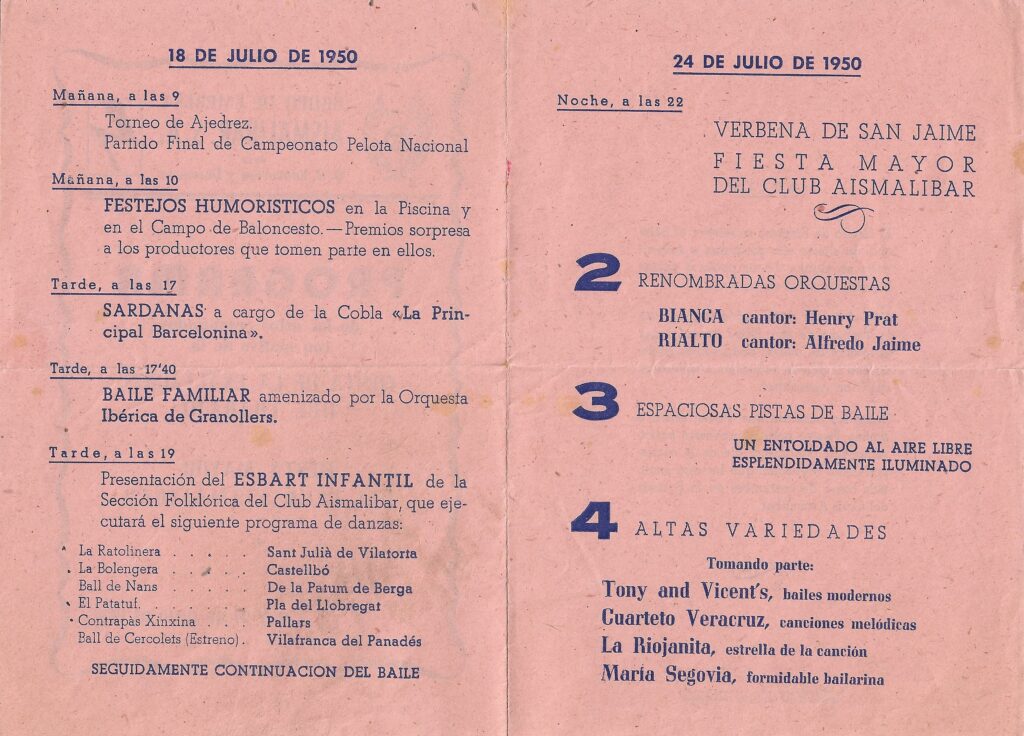 18 DE JULIO DE 1950
Mañana, a las 9
Torneo de Ajedrez.
Partido Final de Campeonato Pelota Nacional
Mañana, a las 10
FESTEJOS HUMORISTICOS en la Piscina y
en el Campo de Baloncesto. — Premios sorpresa
a los productores que tomen parte en ellos.
Tarde, a las 17
SARDANAS a cargo de la Cobla «La Prin-
cipal Barcelonina».
Tarde, a las 17'40
BAILE FAMILIAR amenizado por la Orquesta
Ibérica de Granollers.
Tarde, a las 19
Presentación del ESBART INFANTIL de la
Sección Folklórica del Club Aismalibar, que eje-
cutará el siguiente programa de danzas:
La Ratolinera . . . . . Sant Julià de Vilatorta
La Bolengera . . . . . Castellbó
Ball de Nans . . . . . De la Patum de Berga
El Patatuf. . . . . . Pla del Llobregat
Contrapàs Xinxina . . . Pallars
Ball de Cercolets (Estreno) . Vilafranca del Panadés
SEGUIDAMENTE CONTINUACION DEL BAILE
24 DE JULIO DE 1950
Noche, a las 22
VERBENA DE SAN JAIME
FIESTA MAYOR
DEL CLUB AISMALIBAR
2 RENOMBRADAS ORQUESTAS
BIANCA cantor: Henry Prat
RIALTO cantor: Alfredo Jaime
3 ESPACIOSAS PISTAS DE BAILE
UN ENTOLDADO AL AIRE LIBRE
ESPLENDIDAMENTE ILUMINADO
4 ALTAS VARIEDADES
Tomando parte:
Tony and Vicent's, bailes modernos
Cuarteto Veracruz, canciones melódicas
La Riojanita, estrella de la canción
María Segovia, formidable bailarina